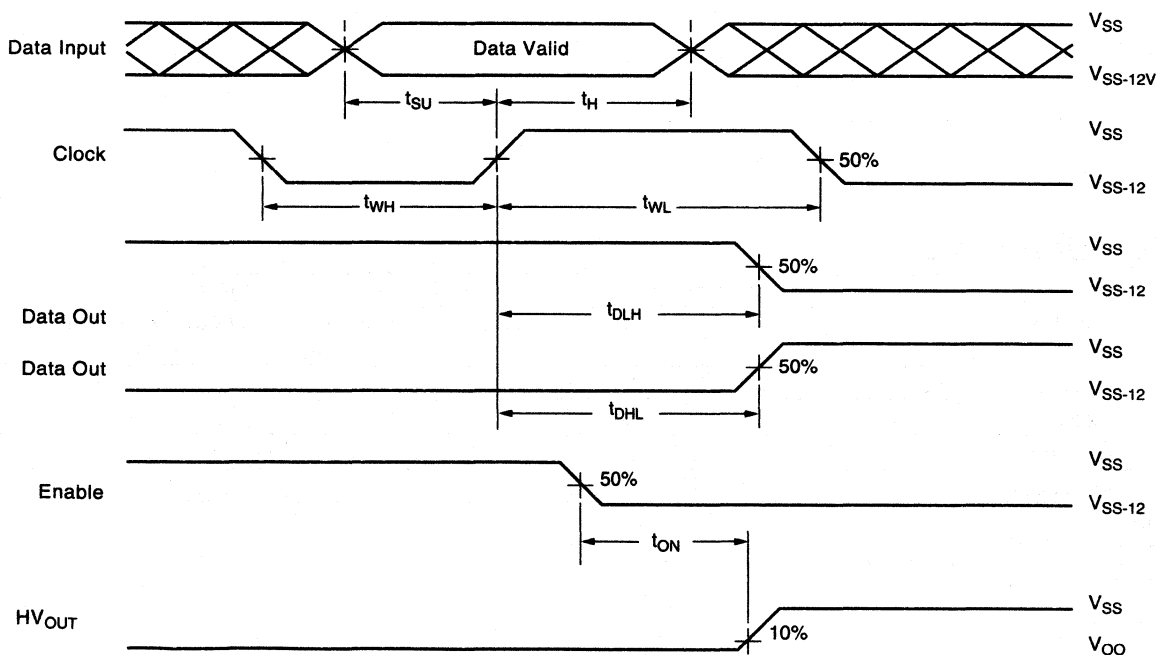 V_SS
Data Input
Data Valid
V_SS-12V
t_SU
t_H
V_SS
Clock
50%
V_SS-12
t_WH
t_WL
V_SS
50%
V_SS-12
Data Out
t_DLH
V_SS
Data Out
50%
V_SS-12
t_DHL
V_SS
50%
Enable
V_SS-12
t_ON
V_SS
HV_OUT
10%
V_OO